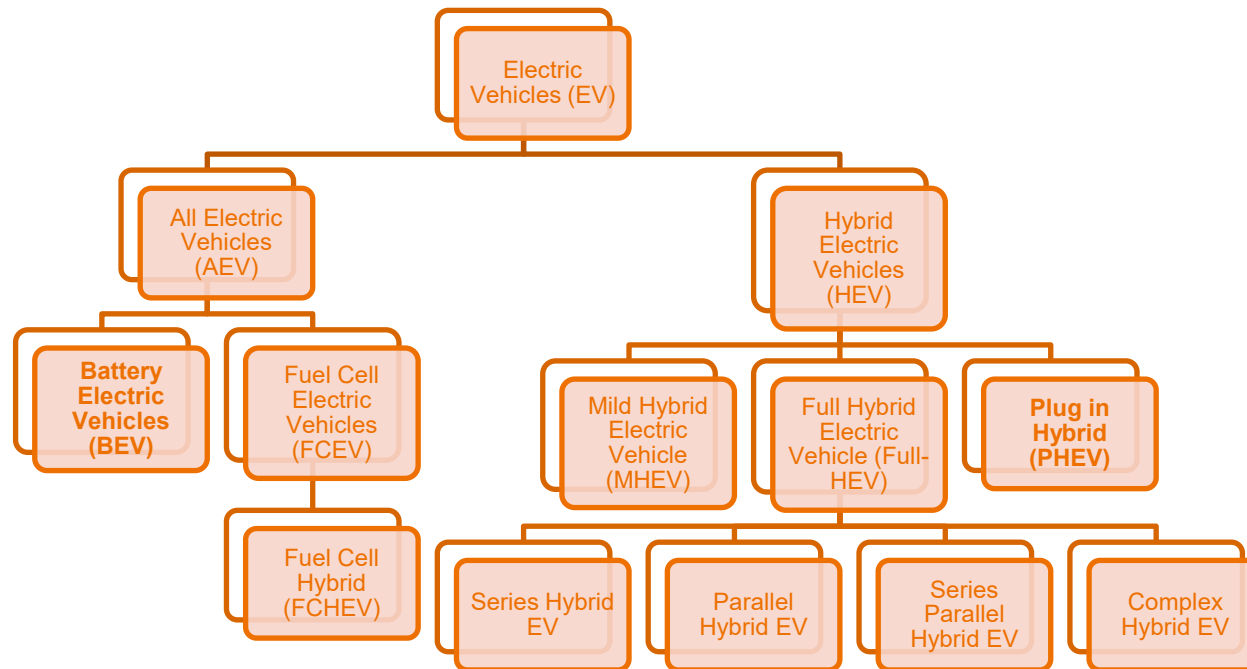 Electric
Vehicles (EV)
All Electric
Vehicles
(AEV)
Hybrid
Electric
Vehicles
(HEV)
Battery
Electric
Vehicles
(BEV)
Fuel Cell
Electric
Vehicles
(FCEV)
Mild Hybrid
Electric
Vehicle
(MHEV)
Full Hybrid
Electric
Vehicle (Full-
HEV)
Plug in
Hybrid
(PHEV)
Fuel Cell
Hybrid
(FCHEV)
Series Hybrid
EV
Parallel
Hybrid EV
Series
Parallel
Hybrid EV
Complex
Hybrid EV